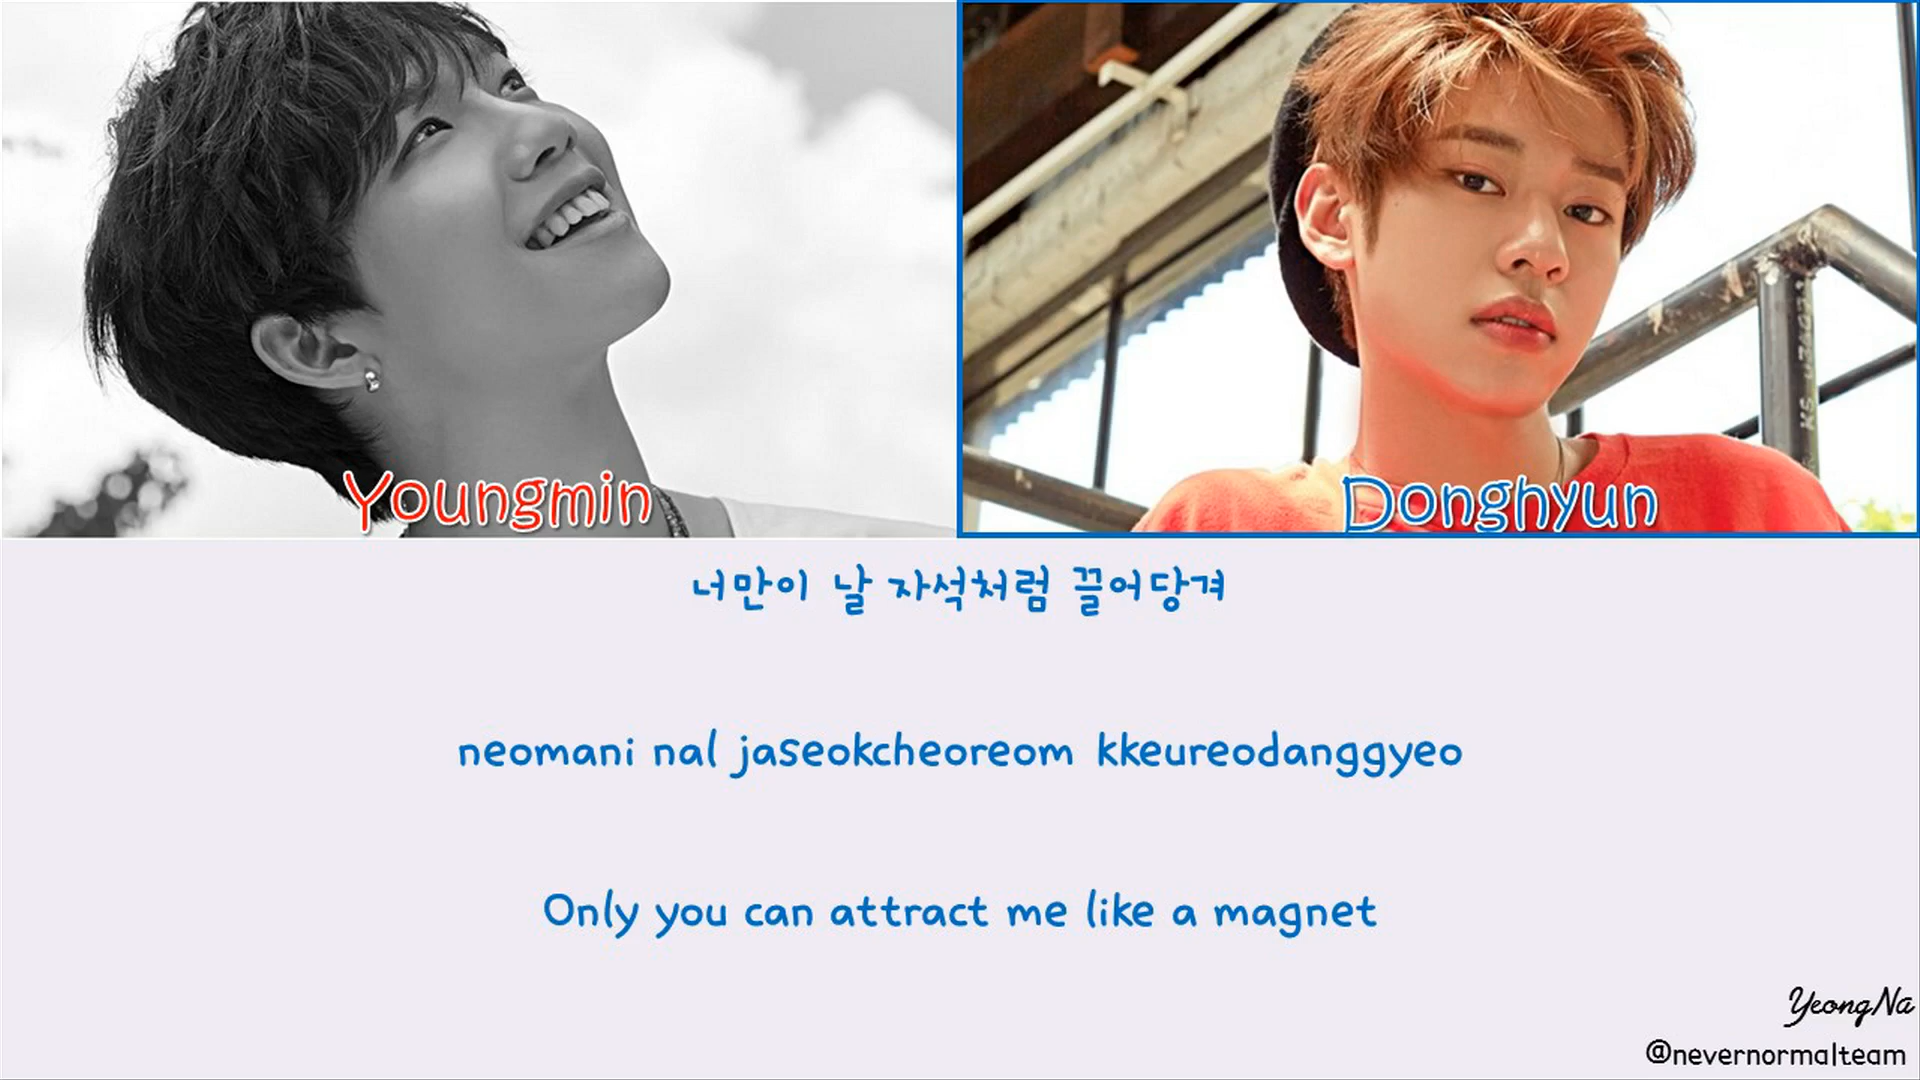 Youngmin
Donghyun
너만이 날 자석처럼 끌어당겨
neomani nal jaseokcheoreom kkeureodanggyeo
Only you can attract me like a magnet
YeongNa
@nevernormalteam